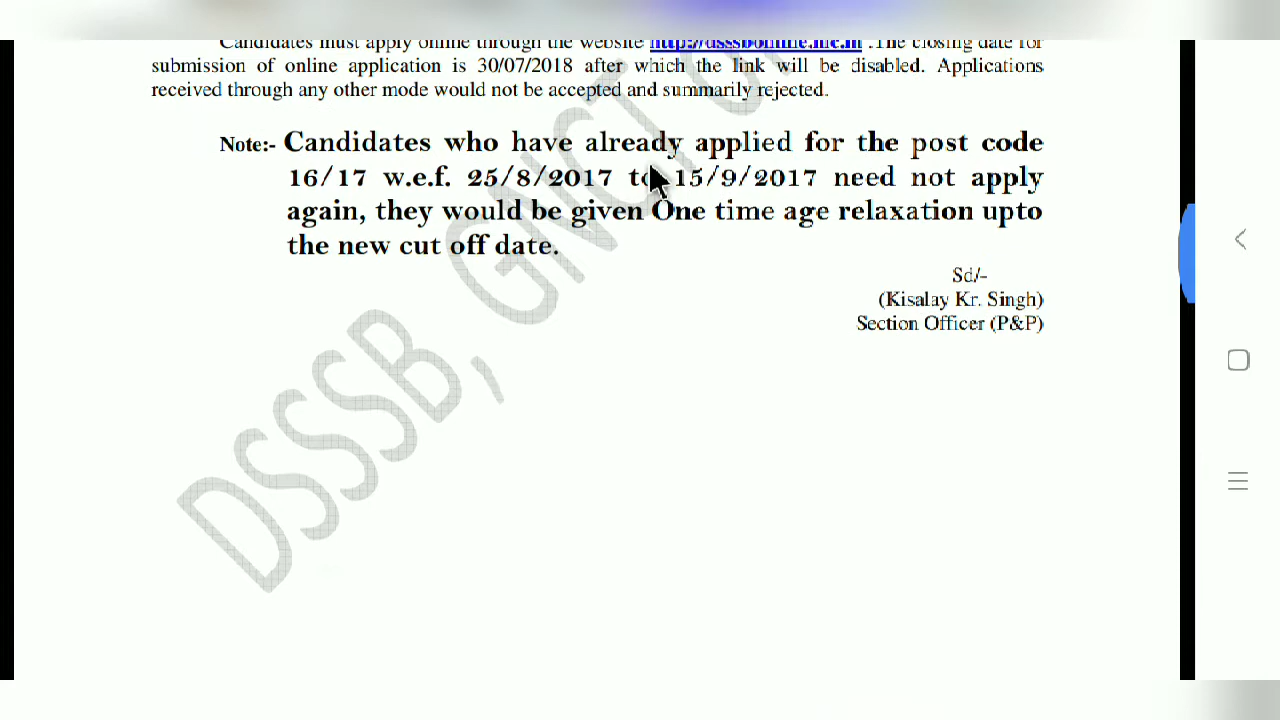 Candidates must apply online through the website http://dsssbonline.nic.in .The closing date for
submission of online application is 30/07/2018 after which the link will be disabled. Applications
received through any other mode would not be accepted and summarily rejected.
Note:- Candidates who have already applied for the post code
16/17 w.e.f. 25/8/2017 to 15/9/2017 need not apply
again, they would be given One time age relaxation upto
the new cut off date.
Sd/-
(Kisalay Kr. Singh)
Section Officer (P&P)
DSSSB, GNCT O